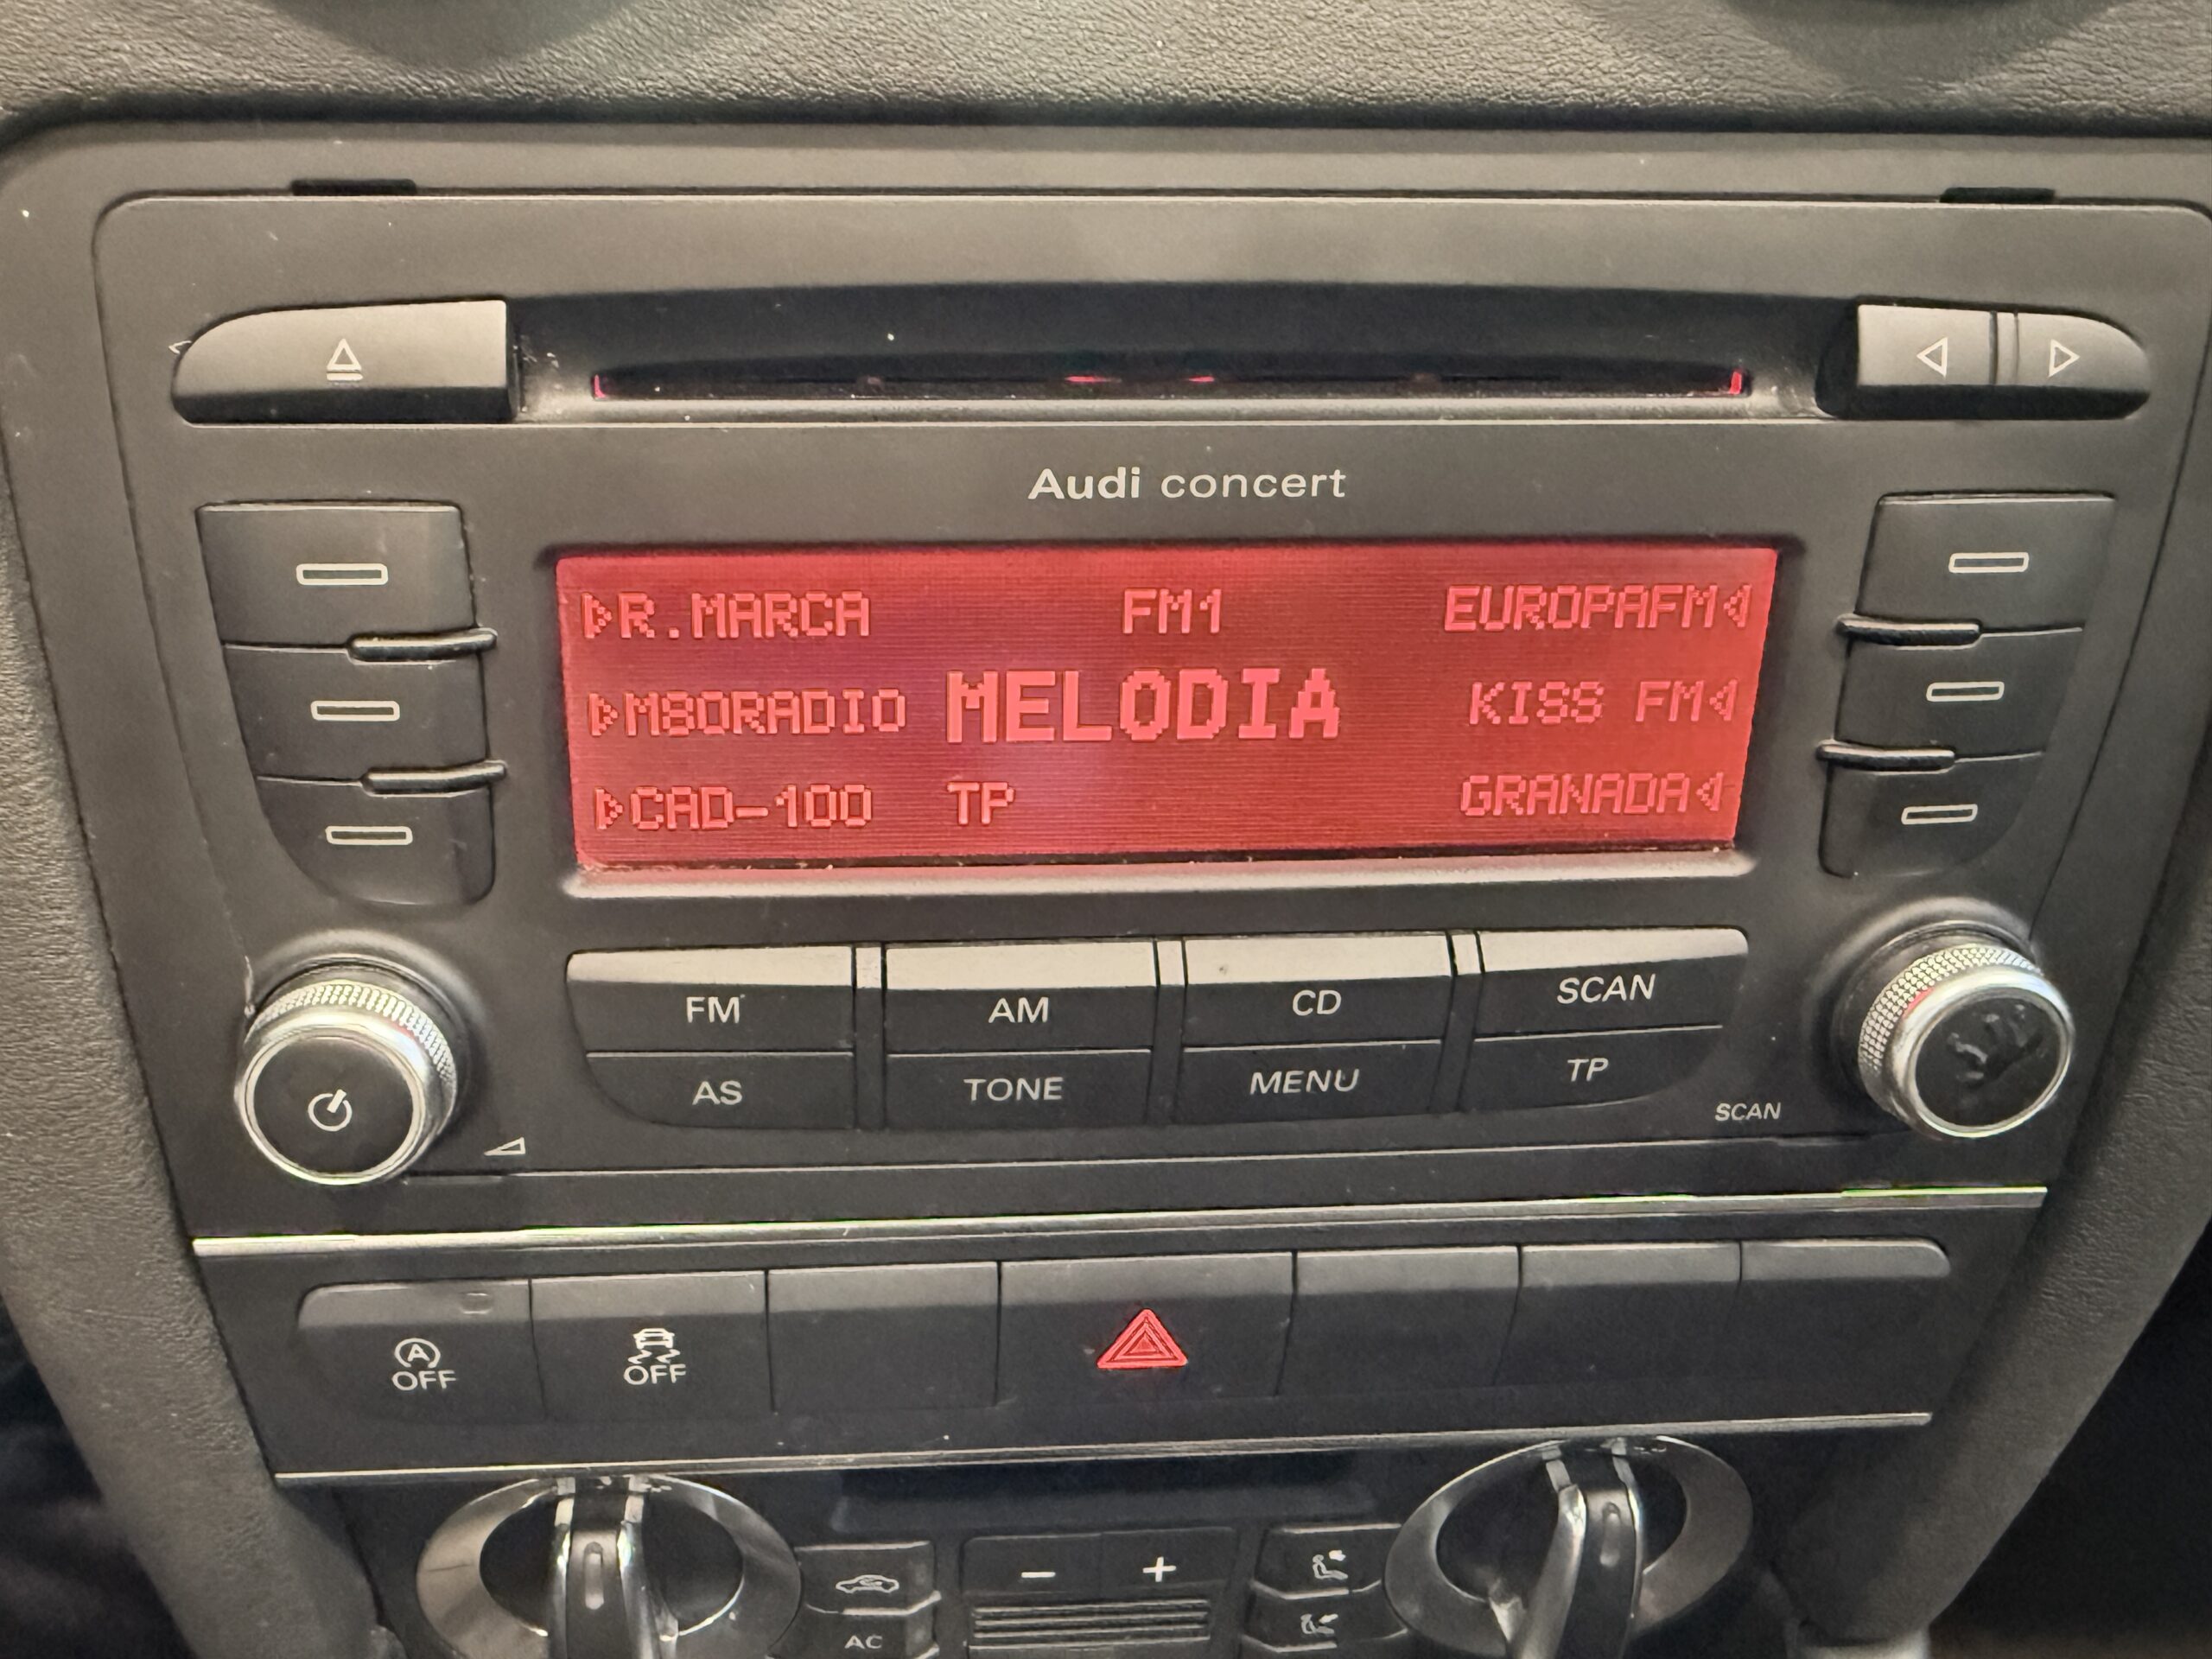 Audi concert
R.MARCA FM1 EUROPAFM
M80RADIO MELODIA KISS FM
CAD-100 TP GRANADA
FM AM CD SCAN
AS TONE MENU TP
SCAN
A
OFF OFF
- +
AC